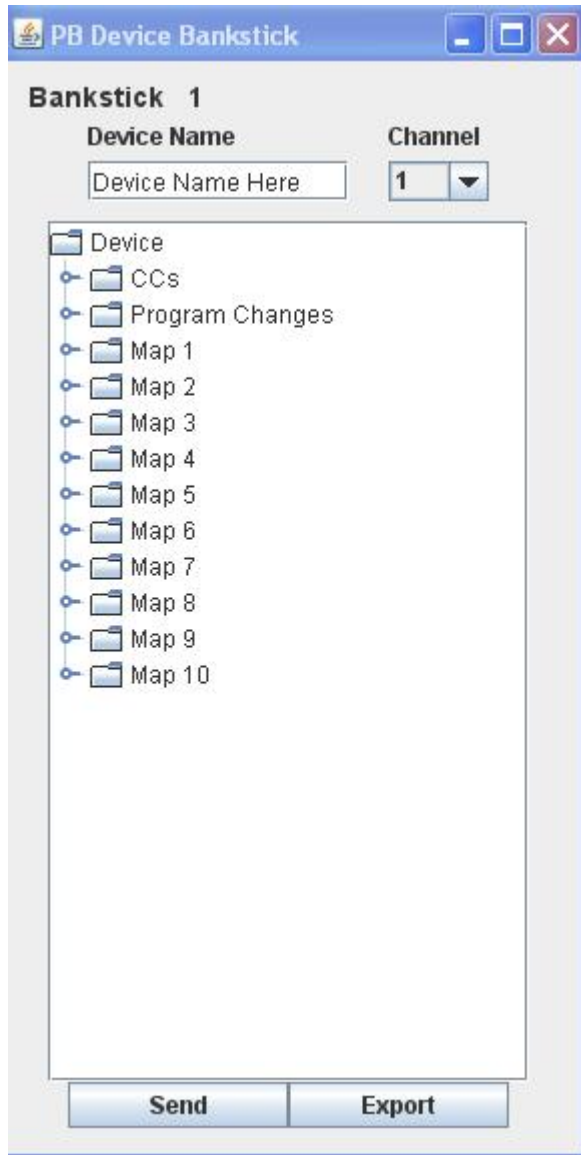 PB Device Bankstick
Bankstick 1
Device Name Channel
Device Name Here 1
Device
CCs
Program Changes
Map 1
Map 2
Map 3
Map 4
Map 5
Map 6
Map 7
Map 8
Map 9
Map 10
Send Export